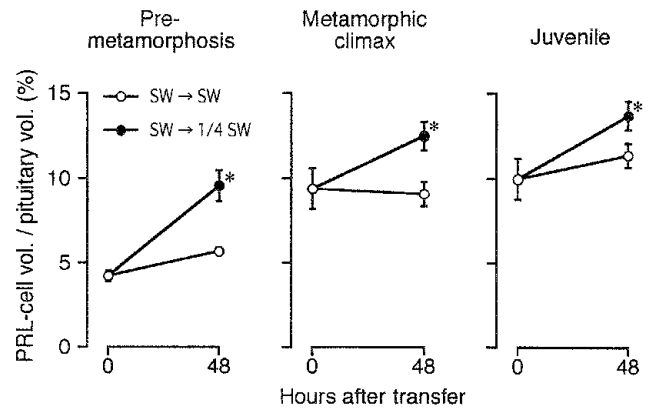 Pre-
metamorphosis
Metamorphic
climax
Juvenile
PRL-cell vol. / pituitary vol. (%)
15
10
5
0
SW → SW
SW → 1/4 SW
*
*
*
0 48
0 48
0 48
Hours after transfer